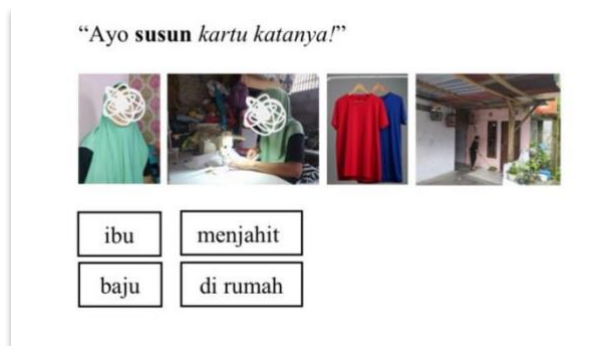 “Ayo susun kartu katanya!”
ibu
menjahit
baju
di rumah